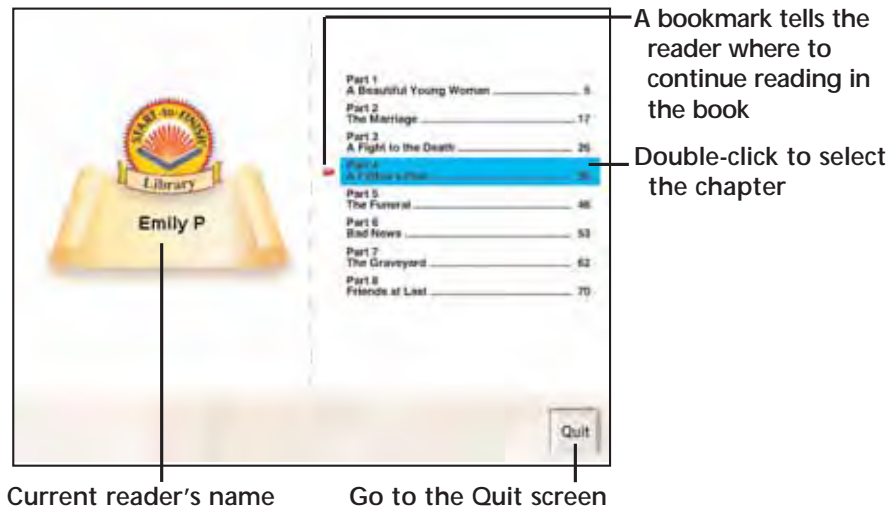 A bookmark tells the
reader where to
continue reading in
the book
Double-click to select
the chapter
START-to-FINISH
Library
Emily P
Part 1
A Beautiful Young Woman 5
Part 2
The Marriage 17
Part 3
A Fight to the Death 26
Part 4
Part 5
The Funeral 46
Part 6
Bad News 53
Part 7
The Graveyard 62
Part 8
Friends at Last 70
Quit
Current reader's name
Go to the Quit screen